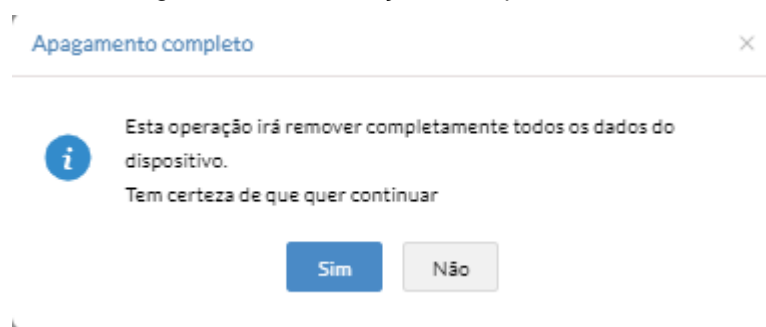 Apagamento completo
Esta operação irá remover completamente todos os dados do
dispositivo.
Tem certeza de que quer continuar
Sim
Não